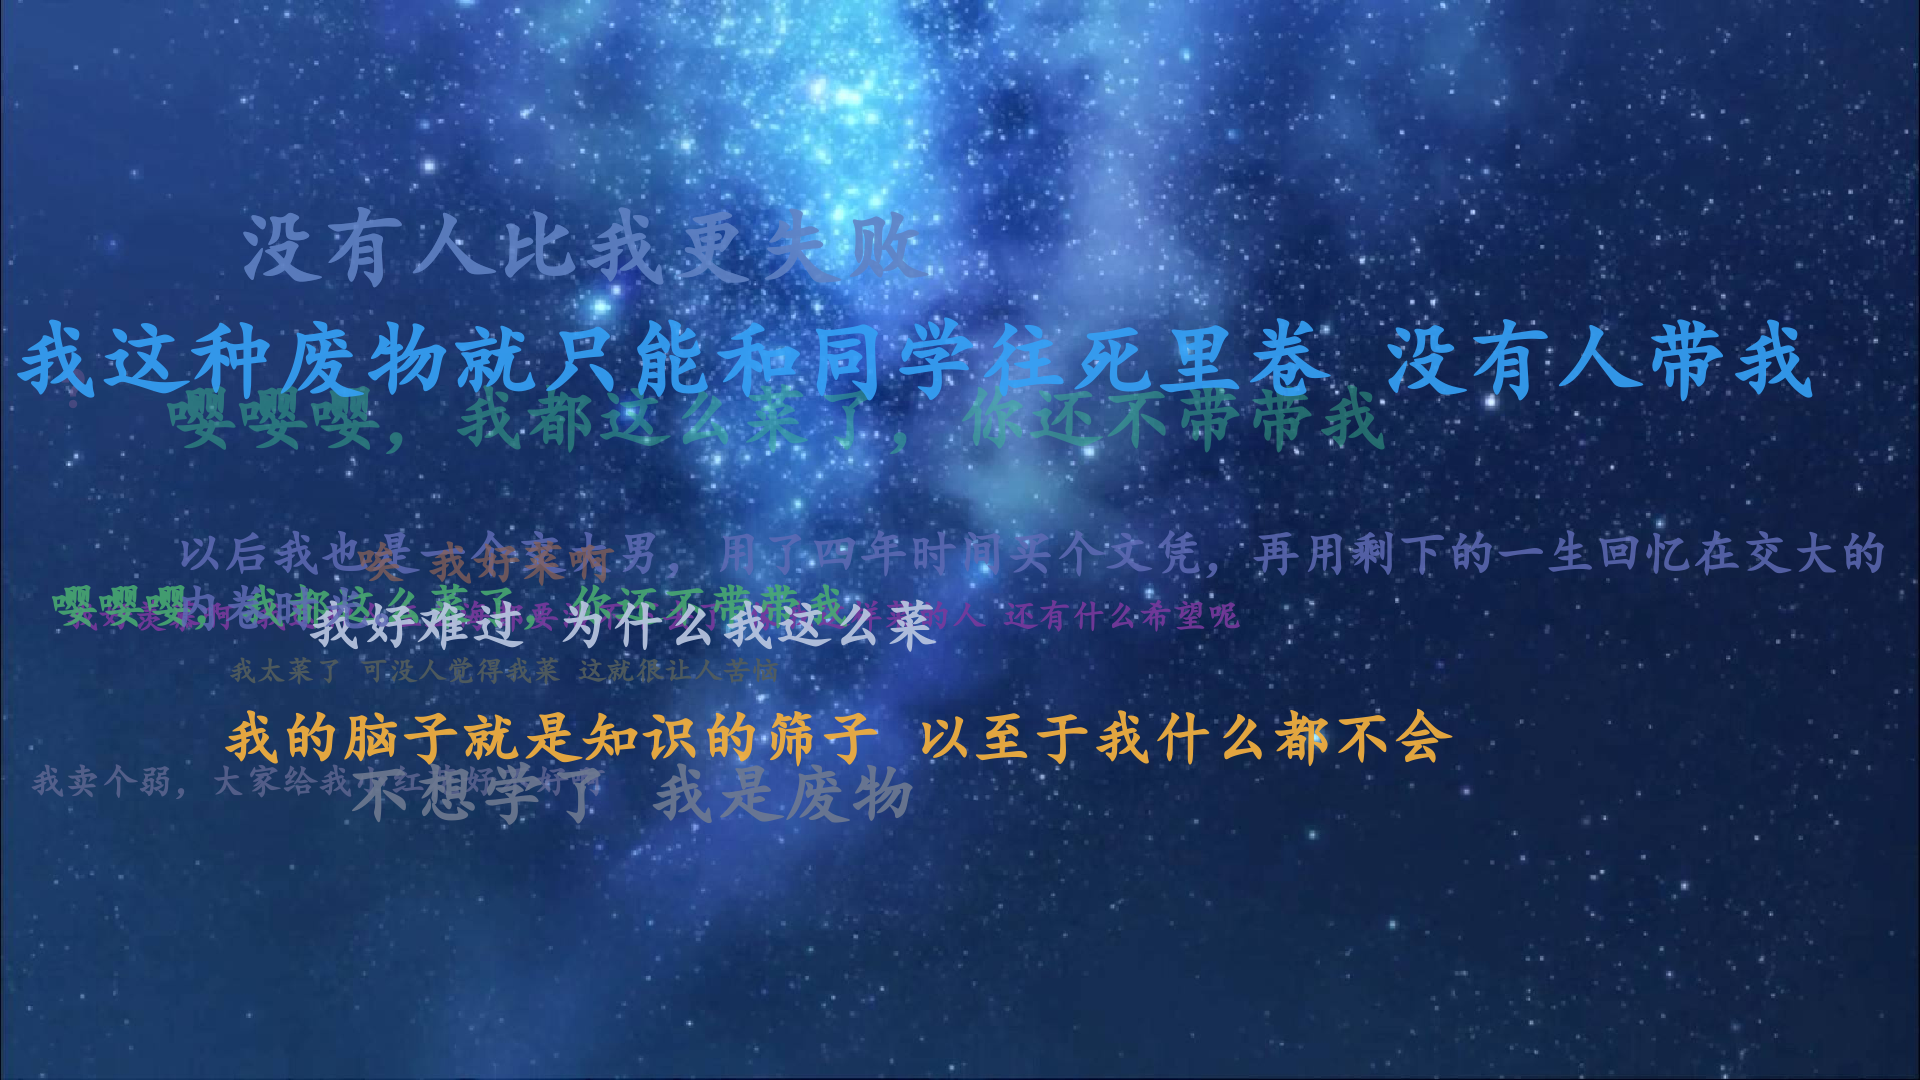 没有人比我更失败
我这种废物就只能和同学往死里卷 没有人带我
嘤嘤嘤，我都这么菜了，你还不带带我
以后我也是一个交大男，用了四年时间买个文凭，再用剩下的一生回忆在交大的
唉 我好菜啊
嘤嘤嘤，我都这么菜了，你还不带带我
的人 还有什么希望呢
我好难过 为什么我这么菜
我太菜了 可没人觉得我菜 这就很让人苦恼
我的脑子就是知识的筛子 以至于我什么都不会
我卖个弱，大家给我
不想学了 我是废物